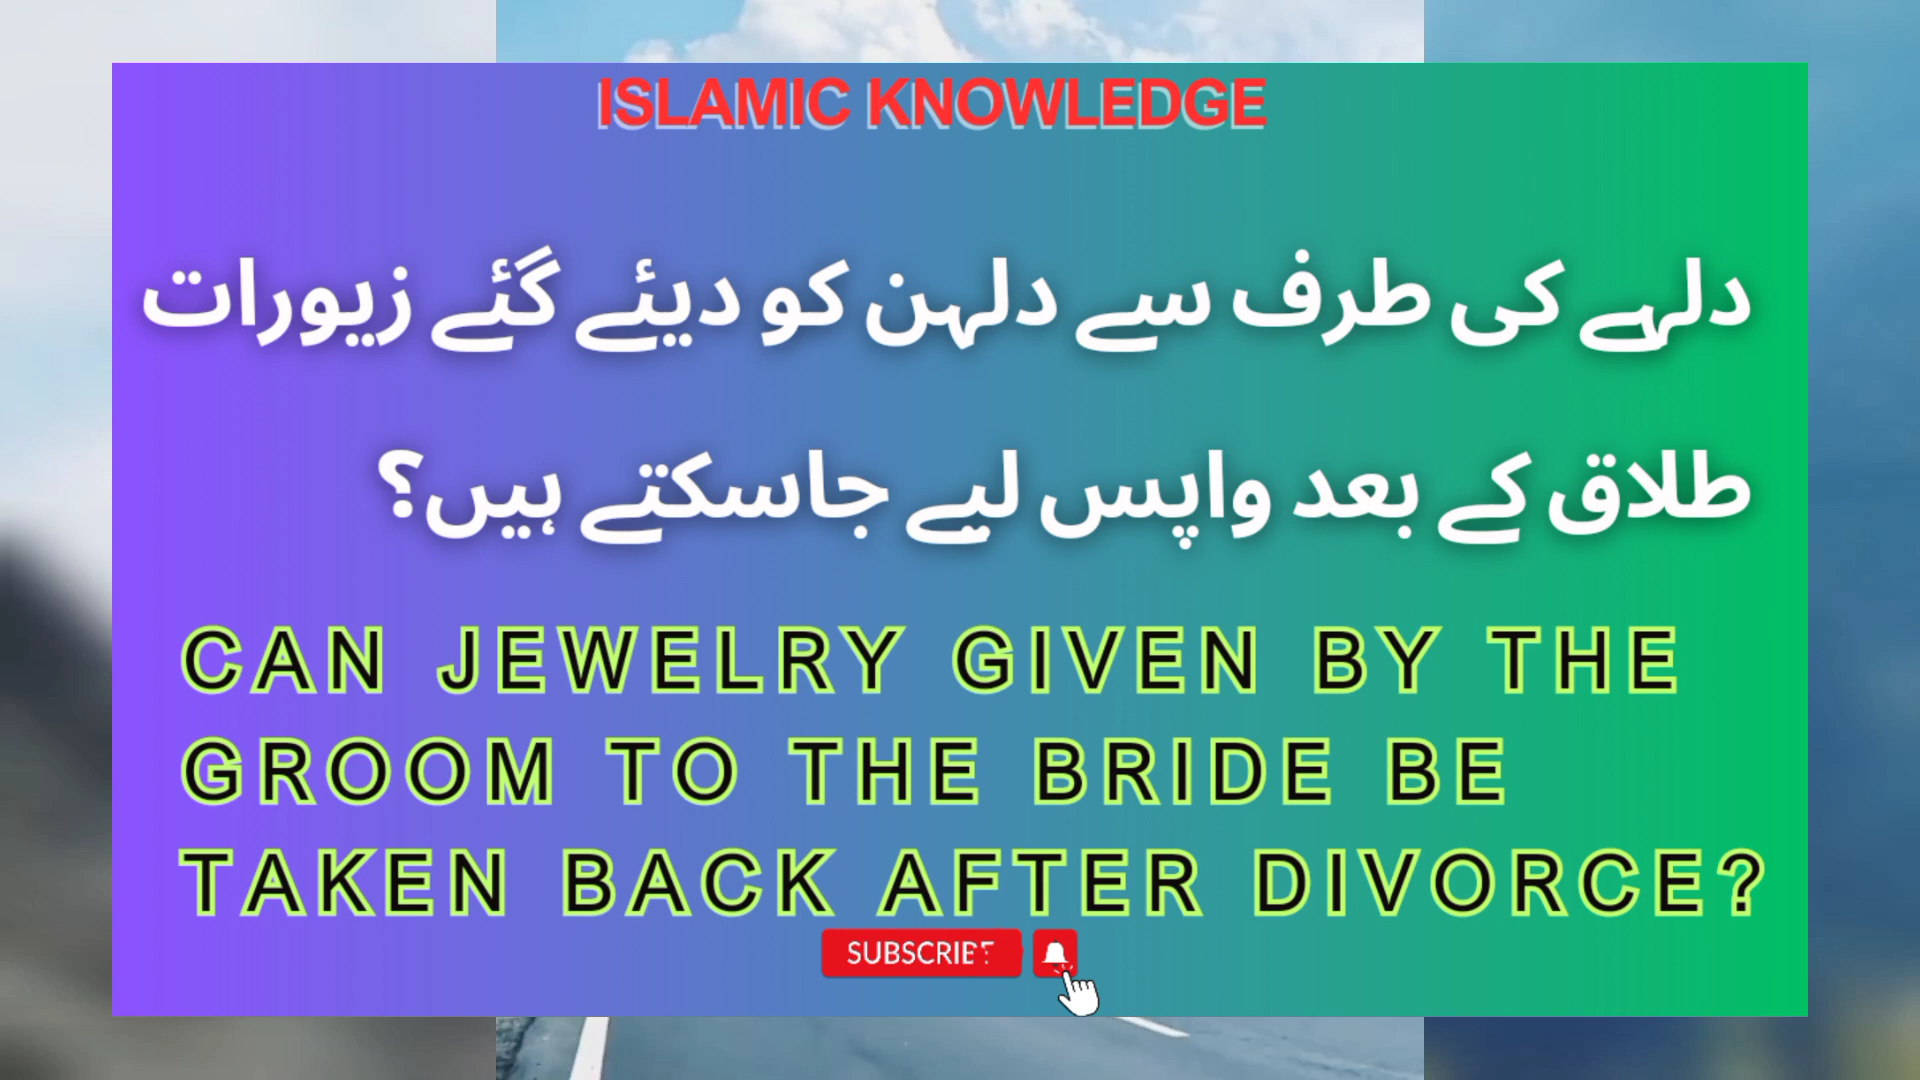 ISLAMIC KNOWLEDGE
دلہے کی طرف سے دلہن کو دیئے گئے زیورات
طلاق کے بعد واپس لیے جاسکتے ہیں؟
CAN JEWELRY GIVEN BY THE
GROOM TO THE BRIDE BE
TAKEN BACK AFTER DIVORCE?